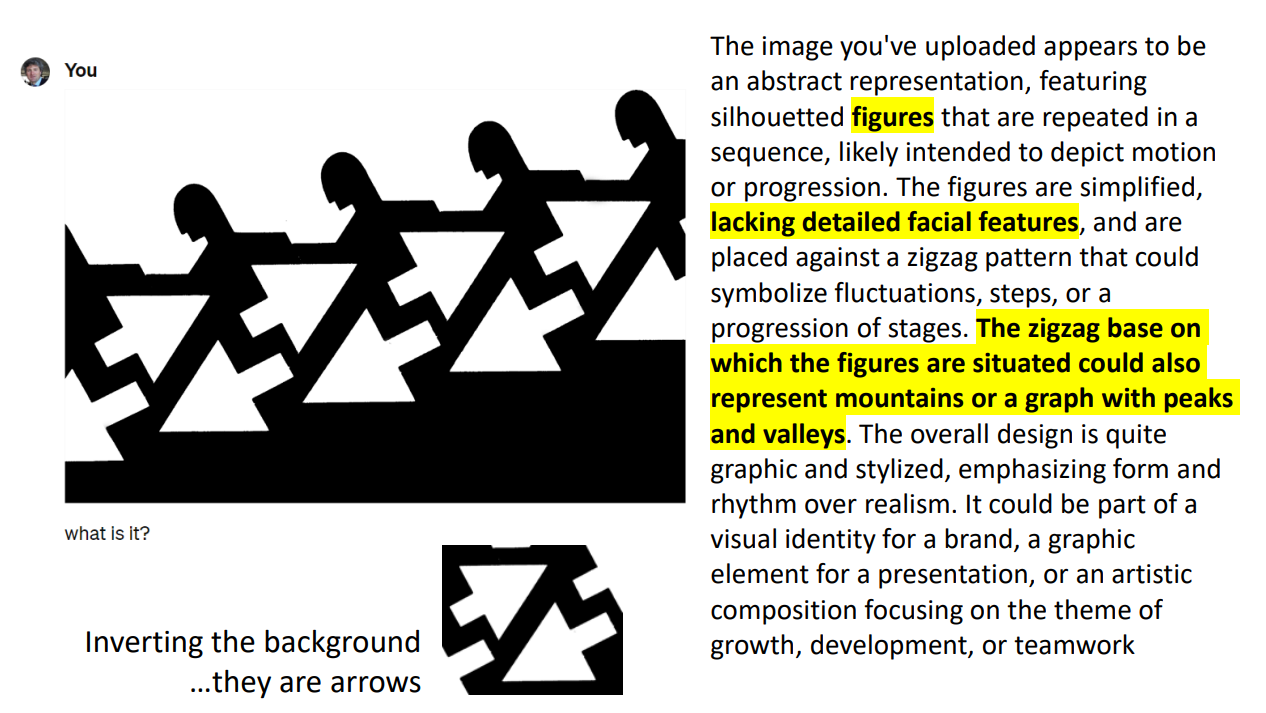 You
what is it?
Inverting the background
...they are arrows
The image you've uploaded appears to be
an abstract representation, featuring
silhouetted figures that are repeated in a
sequence, likely intended to depict motion
or progression. The figures are simplified,
lacking detailed facial features, and are
placed against a zigzag pattern that could
symbolize fluctuations, steps, or a
progression of stages. The zigzag base on
which the figures are situated could also
represent mountains or a graph with peaks
and valleys. The overall design is quite
graphic and stylized, emphasizing form and
rhythm over realism. It could be part of a
visual identity for a brand, a graphic
element for a presentation, or an artistic
composition focusing on the theme of
growth, development, or teamwork